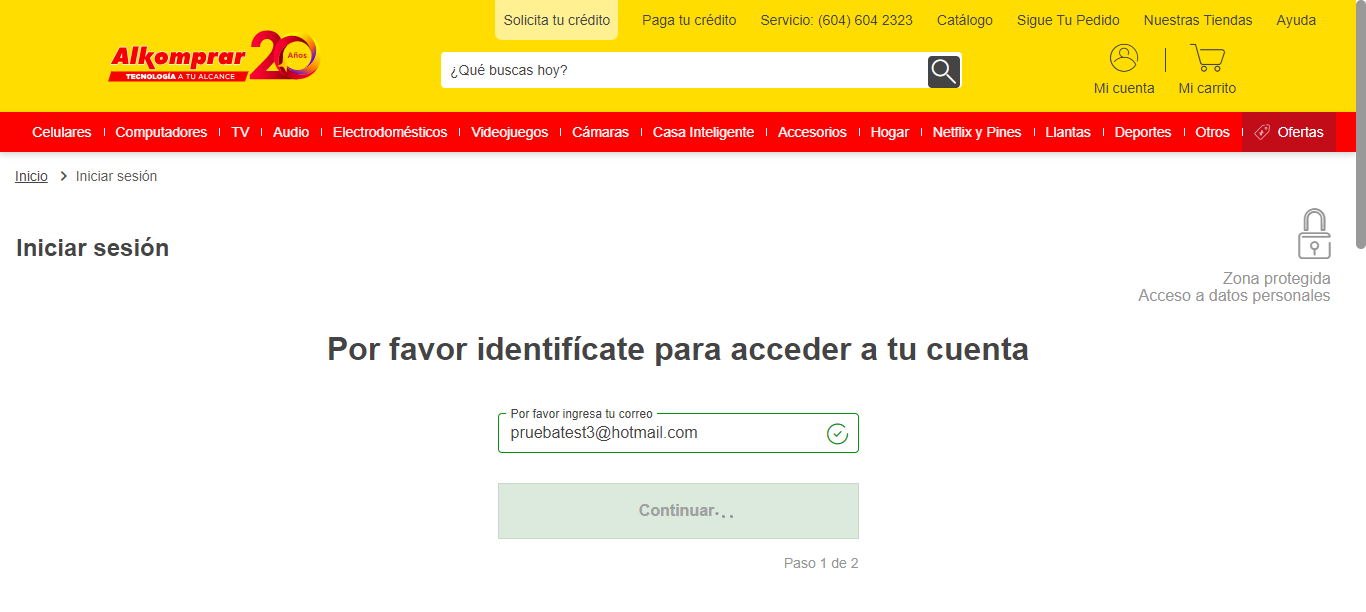 Solicita tu crédito Paga tu crédito Servicio: (604) 604 2323 Catálogo Sigue Tu Pedido Nuestras Tiendas Ayuda
Alkomprar 20 Años
TECNOLOGÍA A TU ALCANCE
¿Qué buscas hoy?
Mi cuenta Mi carrito
Celulares Computadores TV Audio Electrodomésticos Videojuegos Cámaras Casa Inteligente Accesorios Hogar Netflix y Pines Llantas Deportes Otros Ofertas
Inicio Iniciar sesión
Iniciar sesión
Zona protegida
Acceso a datos personales
Por favor identifícate para acceder a tu cuenta
Por favor ingresa tu correo
pruebatest3@hotmail.com
Continuar...
Paso 1 de 2